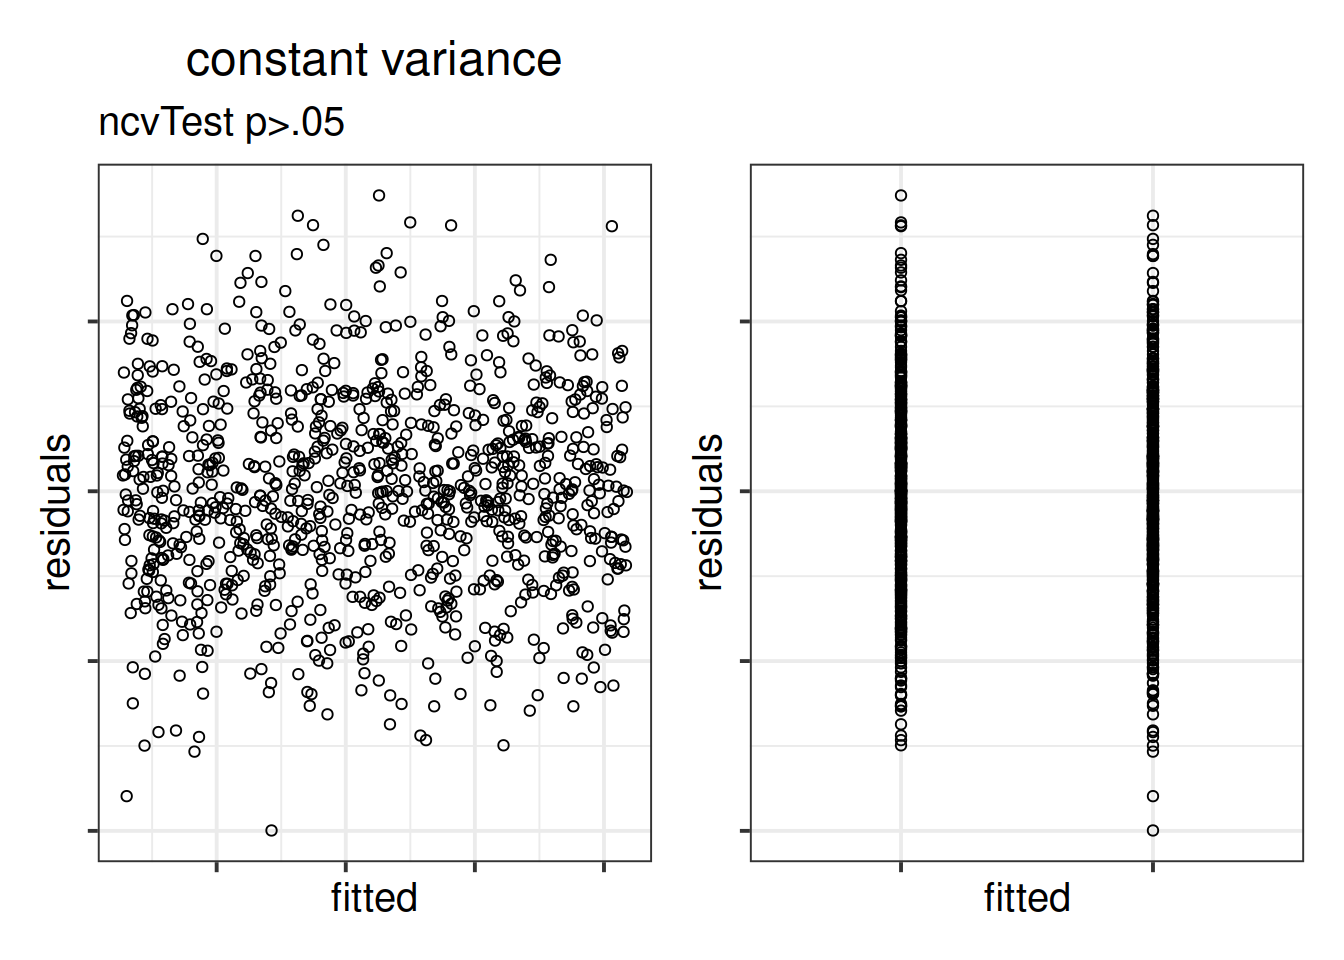 constant variance
ncvTest p>.05
residuals
fitted
residuals
fitted